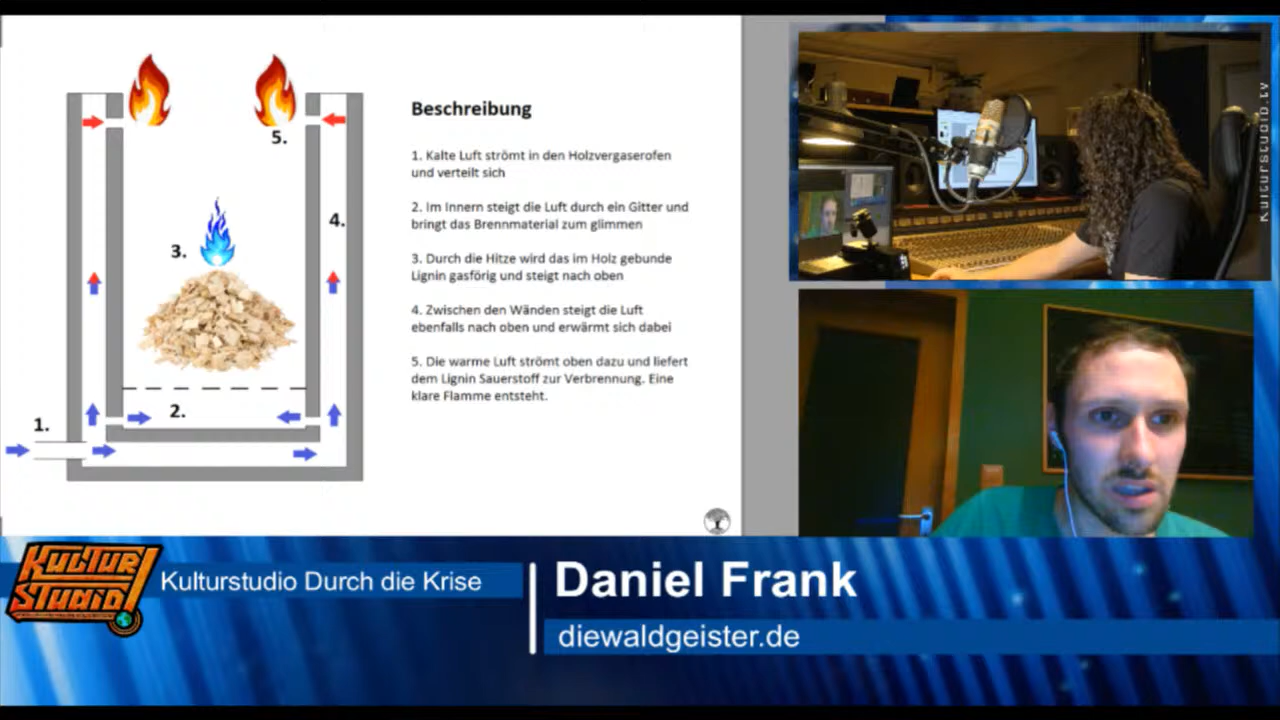 Beschreibung
1. Kalte Luft strömt in den Holzvergaserofen
und verteilt sich
2. Im Innern steigt die Luft durch ein Gitter und
bringt das Brennmaterial zum glimmen
3. Durch die Hitze wird das im Holz gebunde
Lignin gasförig und steigt nach oben
4. Zwischen den Wänden steigt die Luft
ebenfalls nach oben und erwärmt sich dabei
5. Die warme Luft strömt oben dazu und liefert
dem Lignin Sauerstoff zur Verbrennung. Eine
klare Flamme entsteht.
5.
4.
3.
2.
1.
Kulturstudio.tv
KULTUR
STUDIO!
Kulturstudio Durch die Krise
Daniel Frank
diewaldgeister.de